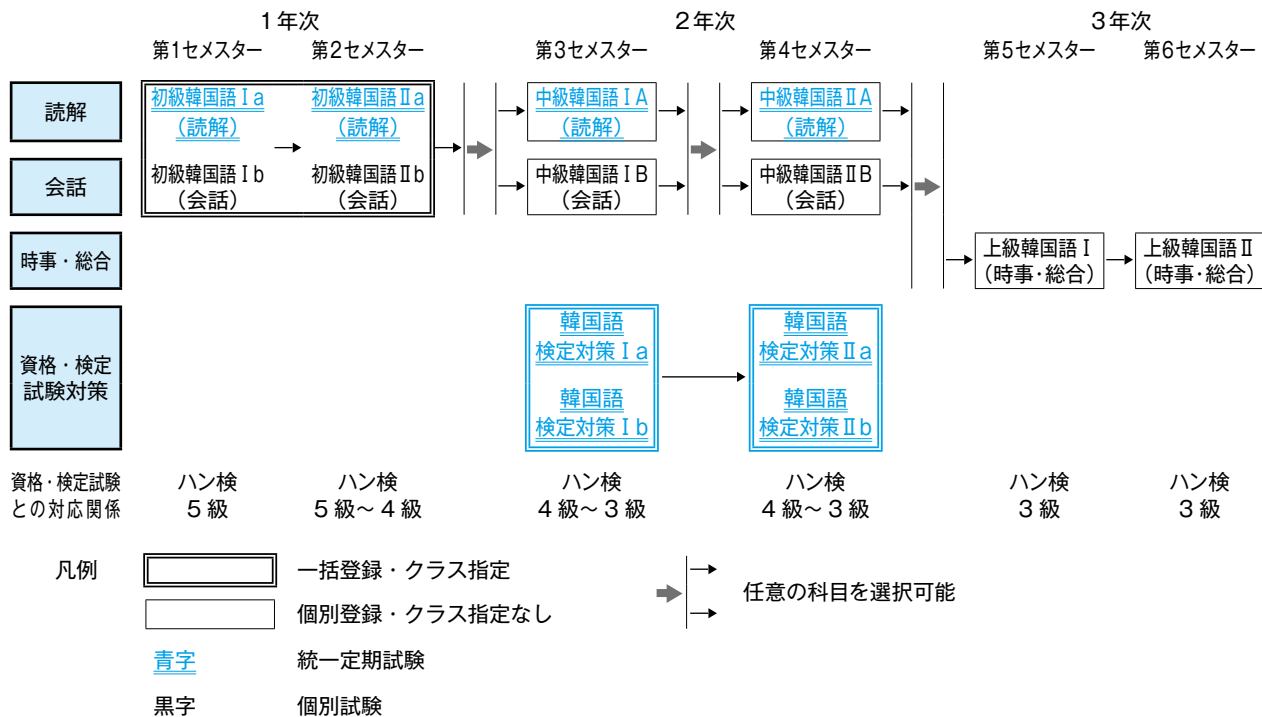 1年次
2年次
3年次
第1セメスター
第2セメスター
第3セメスター
第4セメスター
第5セメスター
第6セメスター
読解
初級韓国語Ⅰa
(読解)
初級韓国語Ⅱa
(読解)
中級韓国語ⅠA
(読解)
中級韓国語ⅡA
(読解)
会話
初級韓国語Ⅰb
(会話)
初級韓国語Ⅱb
(会話)
中級韓国語ⅠB
(会話)
中級韓国語ⅡB
(会話)
時事・総合
上級韓国語Ⅰ
(時事・総合)
上級韓国語Ⅱ
(時事・総合)
資格・検定
試験対策
韓国語
検定対策Ⅰa
韓国語
検定対策Ⅰb
韓国語
検定対策Ⅱa
韓国語
検定対策Ⅱb
資格・検定試験
との対応関係
ハン検
5級
ハン検
5級～4級
ハン検
4級～3級
ハン検
4級～3級
ハン検
3級
ハン検
3級
凡例
一括登録・クラス指定
個別登録・クラス指定なし
任意の科目を選択可能
青字
統一定期試験
黒字
個別試験